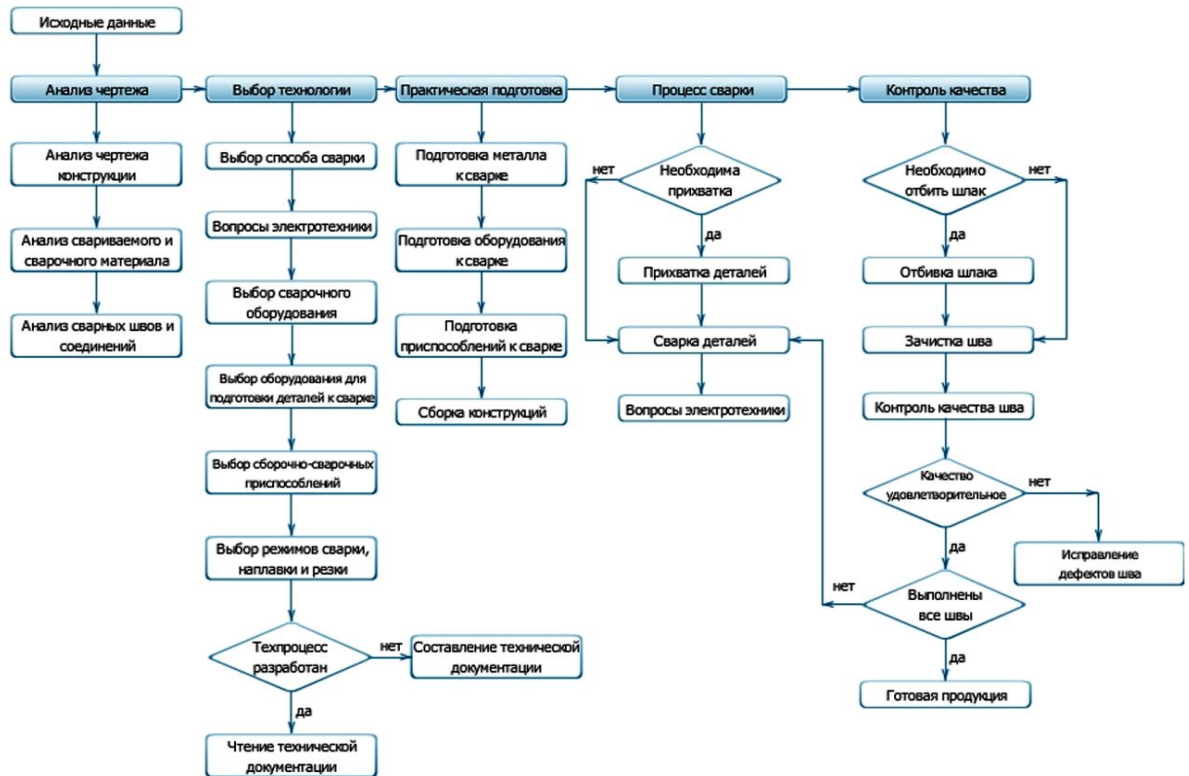 Исходные данные
Анализ чертежа
Выбор технологии
Практическая подготовка
Процесс сварки
Контроль качества
Анализ чертежа
конструкции
Анализ свариваемого и
сварочного материала
Анализ сварных швов и
соединений
Выбор способа сварки
Вопросы электротехники
Выбор сварочного
оборудования
Выбор оборудования для
подготовки деталей к сварке
Выбор сборочно-сварочных
приспособлений
Выбор режимов сварки,
наплавки и резки
Техпроцесс
разработан
нет
Составление технической
документации
да
Чтение технической
документации
Подготовка металла
к сварке
Подготовка оборудования
к сварке
Подготовка
приспособлений к сварке
Сборка конструкций
нет
Необходима
прихватка
да
Прихватка деталей
Сварка деталей
Вопросы электротехники
Необходимо
отбить шлак
нет
да
Отбивка шлака
Зачистка шва
Контроль качества шва
Качество
удовлетворительное
нет
Исправление
дефектов шва
да
нет
Выполнены
все швы
да
Готовая продукция